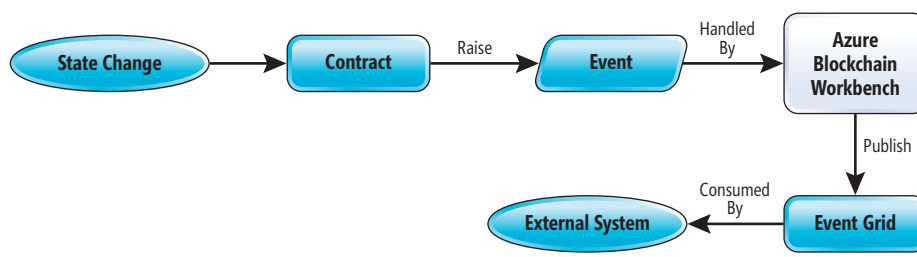 State Change
Contract
Raise
Event
Handled
By
Azure
Blockchain
Workbench
Publish
External System
Consumed
By
Event Grid